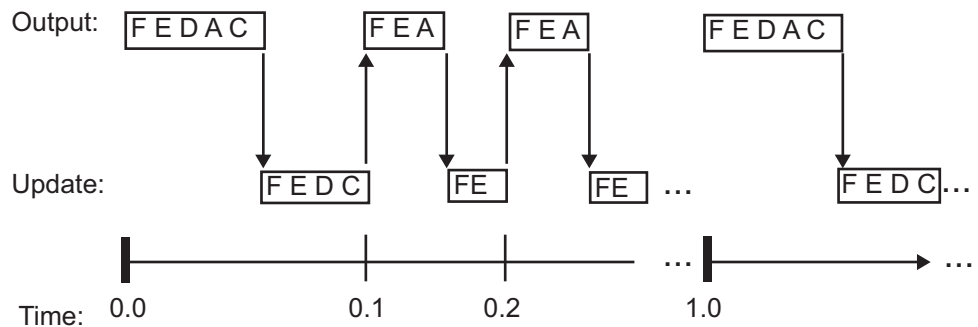 Output: F E D A C F E A F E A F E D A C
Update: F E D C FE FE ... F E D C ...
... ...
Time: 0.0 0.1 0.2 1.0